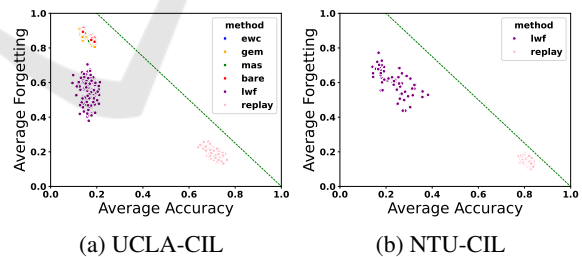 Average Forgetting
1.0
0.8
0.6
0.4
0.2
0.0
0.0 0.2 0.4 0.6 0.8 1.0
Average Accuracy
method
ewc
gem
mas
bare
lwf
replay
(a) UCLA-CIL
Average Forgetting
1.0
0.8
0.6
0.4
0.2
0.0
0.0 0.2 0.4 0.6 0.8 1.0
Average Accuracy
method
lwf
replay
(b) NTU-CIL